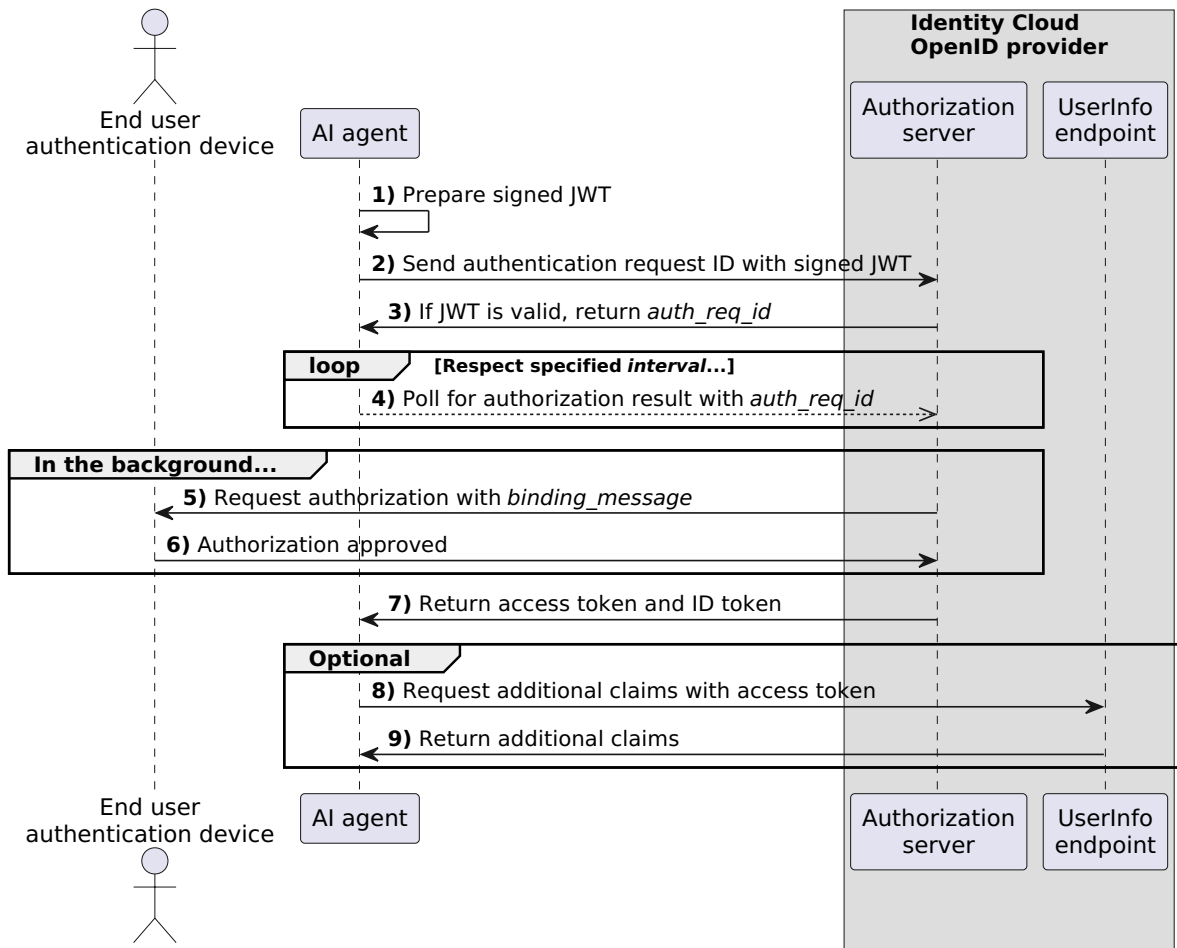 Identity Cloud
OpenID provider
End user
authentication device
AI agent
Authorization
server
UserInfo
endpoint
1) Prepare signed JWT
2) Send authentication request ID with signed JWT
3) If JWT is valid, return auth_req_id
loop
[Respect specified interval...]
4) Poll for authorization result with auth_req_id
In the background...
5) Request authorization with binding_message
6) Authorization approved
7) Return access token and ID token
Optional
8) Request additional claims with access token
9) Return additional claims
End user
authentication device
AI agent
Authorization
server
UserInfo
endpoint